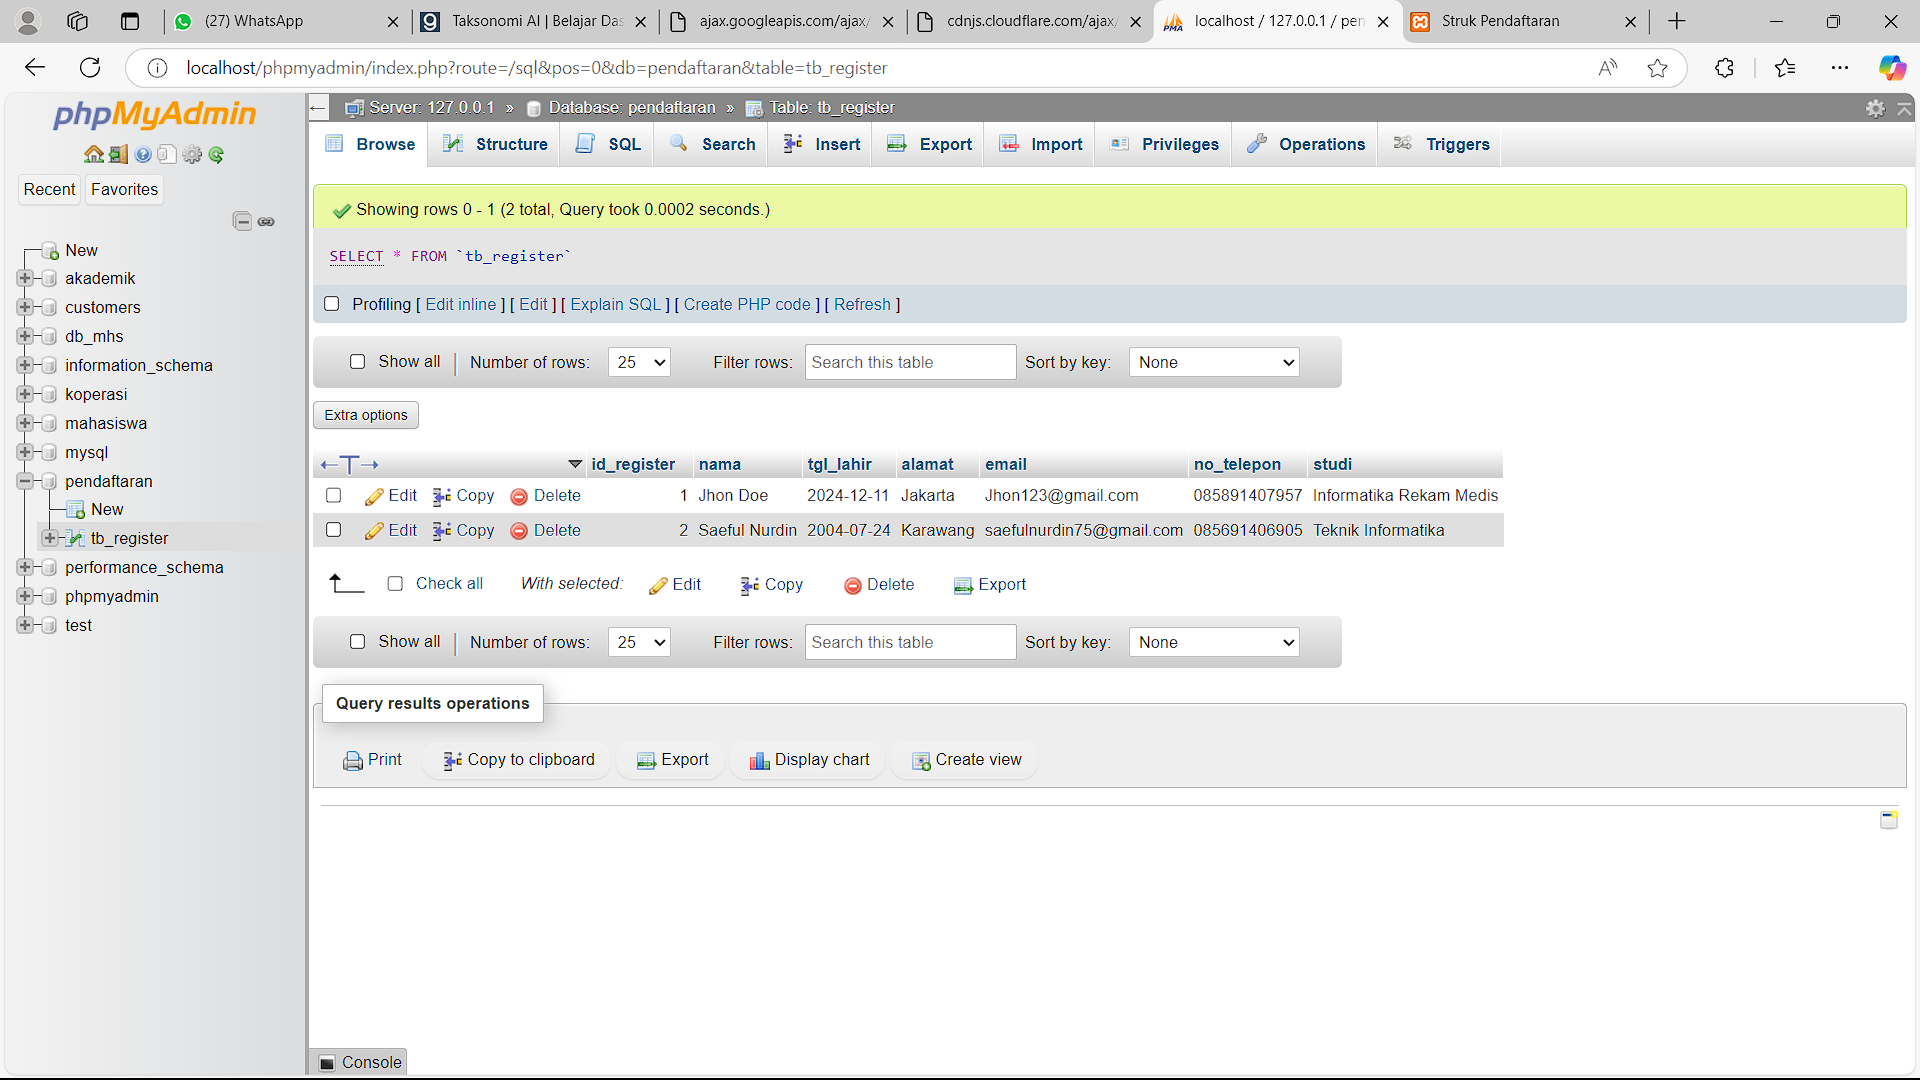 (27) WhatsApp
Taksonomi AI | Belajar Das
ajax.googleapis.com/ajax/
cdnjs.cloudflare.com/ajax/
localhost / 127.0.0.1 / pen
Struk Pendaftaran
localhost/phpmyadmin/index.php?route=/sql&pos=0&db=pendaftaran&table=tb_register
phpMyAdmin
Recent Favorites
New
akademik
customers
db_mhs
information_schema
koperasi
mahasiswa
mysql
pendaftaran
New
tb_register
performance_schema
phpmyadmin
test
Server: 127.0.0.1 » Database: pendaftaran » Table: tb_register
Browse Structure SQL Search Insert Export Import Privileges Operations Triggers
Showing rows 0 - 1 (2 total, Query took 0.0002 seconds.)
SELECT * FROM `tb_register`
Profiling [ Edit inline ] [ Edit ] [ Explain SQL ] [ Create PHP code ] [ Refresh ]
Show all Number of rows: 25 Filter rows: Search this table Sort by key: None
Extra options
id_register nama tgl_lahir alamat email no_telepon studi
Edit Copy Delete 1 Jhon Doe 2024-12-11 Jakarta Jhon123@gmail.com 085891407957 Informatika Rekam Medis
Edit Copy Delete 2 Saeful Nurdin 2004-07-24 Karawang saefulnurdin75@gmail.com 085691406905 Teknik Informatika
Check all With selected: Edit Copy Delete Export
Show all Number of rows: 25 Filter rows: Search this table Sort by key: None
Query results operations
Print Copy to clipboard Export Display chart Create view
Console